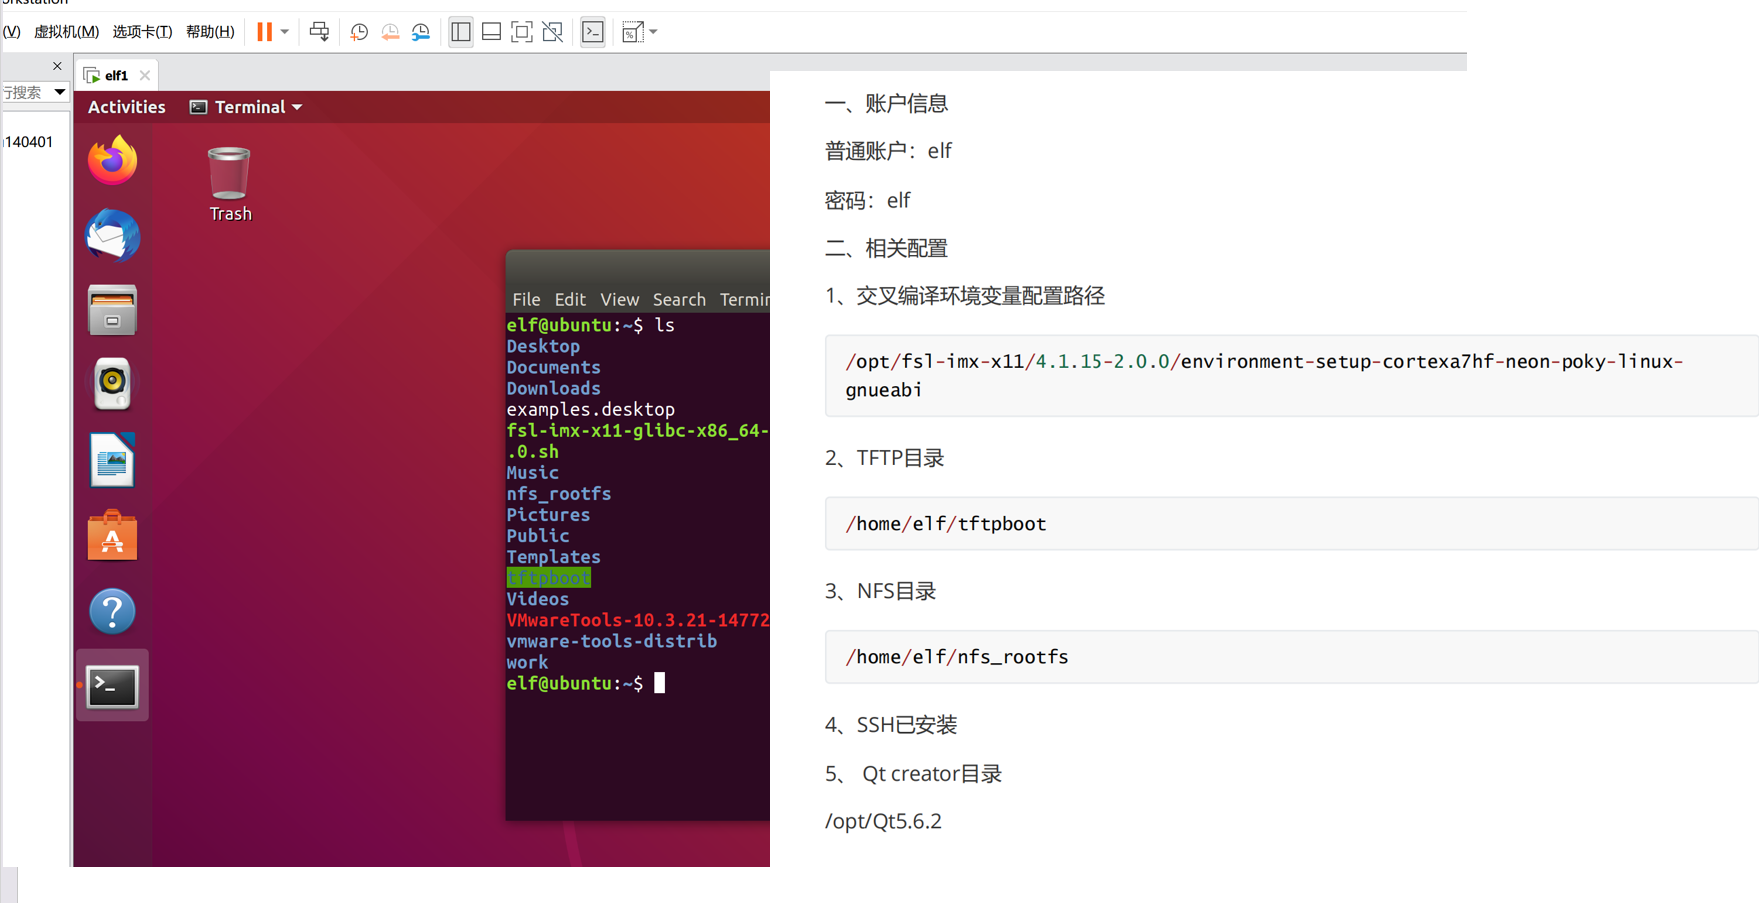 orkstation
(V) 虚拟机(M) 选项卡(T) 帮助(H)
行搜索
elf1
140401
Activities
Terminal
Trash
File Edit View Search Termin
elf@ubuntu:~$ ls
Desktop
Documents
Downloads
examples.desktop
fsl-imx-x11-glibc-x86_64-
.0.sh
Music
nfs_rootfs
Pictures
Public
Templates
tftpboot
Videos
VMwareTools-10.3.21-14772
vmware-tools-distrib
work
elf@ubuntu:~$
一、账户信息
普通账户：elf
密码：elf
二、相关配置
1、交叉编译环境变量配置路径
/opt/fsl-imx-x11/4.1.15-2.0.0/environment-setup-cortexa7hf-neon-poky-linux-
gnueabi
2、TFTP目录
/home/elf/tftpboot
3、NFS目录
/home/elf/nfs_rootfs
4、SSH已安装
5、 Qt creator目录
/opt/Qt5.6.2